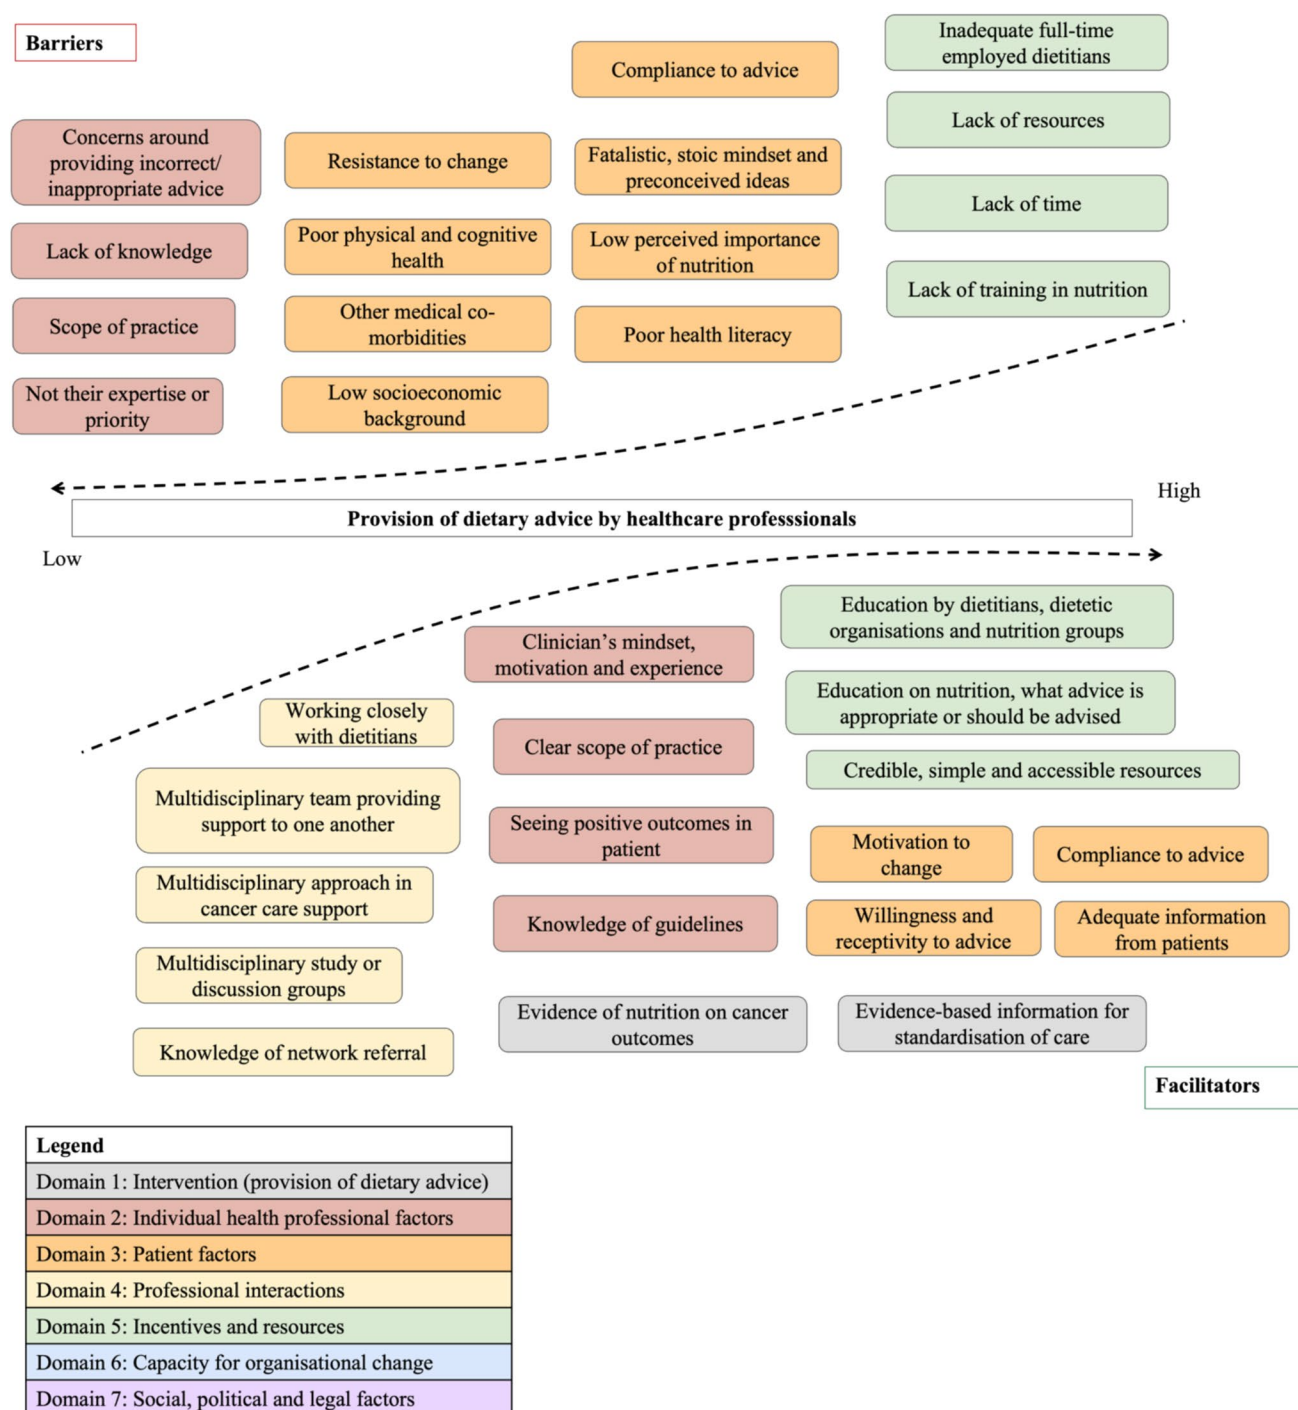 Barriers
Concerns around
providing incorrect/
inappropriate advice
Lack of knowledge
Scope of practice
Not their expertise or
priority
Resistance to change
Poor physical and cognitive
health
Other medical co-
morbidities
Low socioeconomic
background
Compliance to advice
Fatalistic, stoic mindset and
preconceived ideas
Low perceived importance
of nutrition
Poor health literacy
Inadequate full-time
employed dietitians
Lack of resources
Lack of time
Lack of training in nutrition
High
Provision of dietary advice by healthcare professsionals
Low
Working closely
with dietitians
Multidisciplinary team providing
support to one another
Multidisciplinary approach in
cancer care support
Multidisciplinary study or
discussion groups
Knowledge of network referral
Clinician’s mindset,
motivation and experience
Clear scope of practice
Seeing positive outcomes in
patient
Knowledge of guidelines
Evidence of nutrition on cancer
outcomes
Education by dietitians, dietetic
organisations and nutrition groups
Education on nutrition, what advice is
appropriate or should be advised
Credible, simple and accessible resources
Motivation to
change
Compliance to advice
Willingness and
receptivity to advice
Adequate information
from patients
Evidence-based information for
standardisation of care
Facilitators
Legend
Domain 1: Intervention (provision of dietary advice)
Domain 2: Individual health professional factors
Domain 3: Patient factors
Domain 4: Professional interactions
Domain 5: Incentives and resources
Domain 6: Capacity for organisational change
Domain 7: Social, political and legal factors